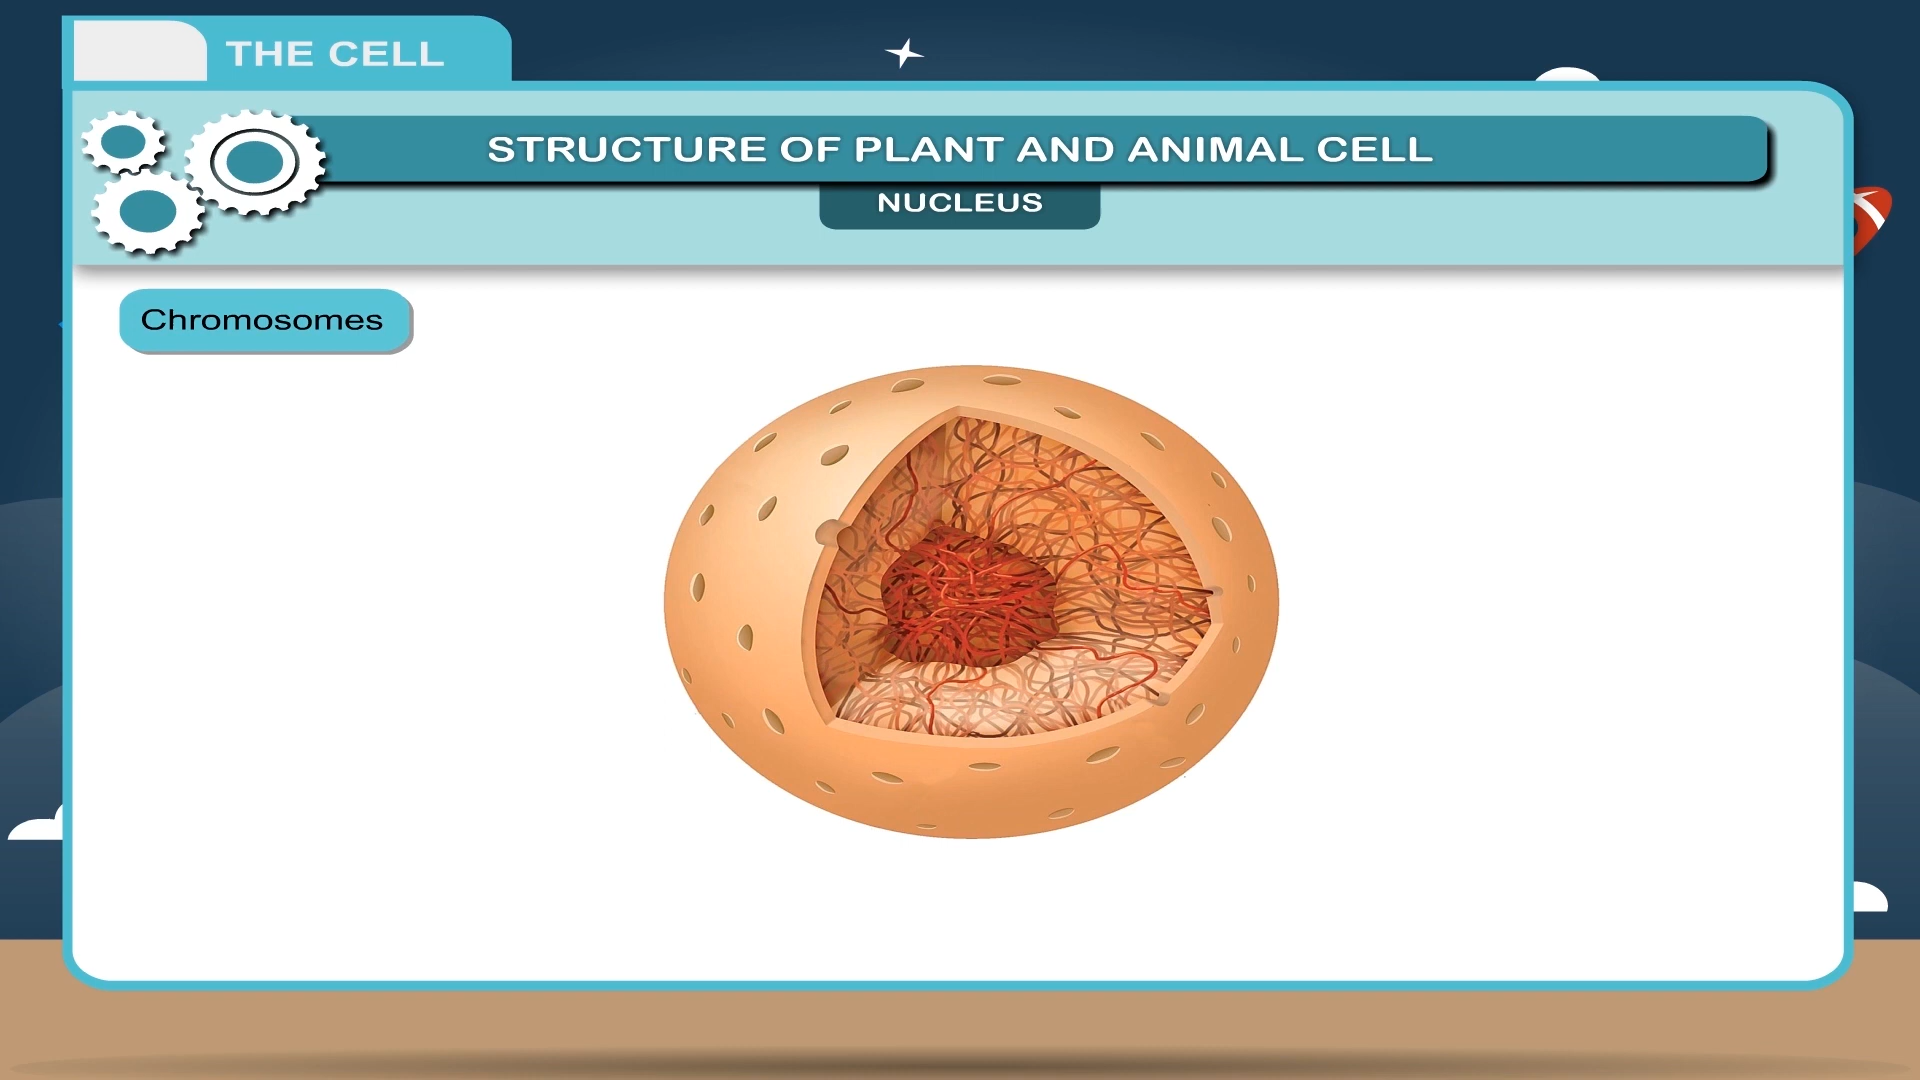 THE CELL
STRUCTURE OF PLANT AND ANIMAL CELL
NUCLEUS
Chromosomes